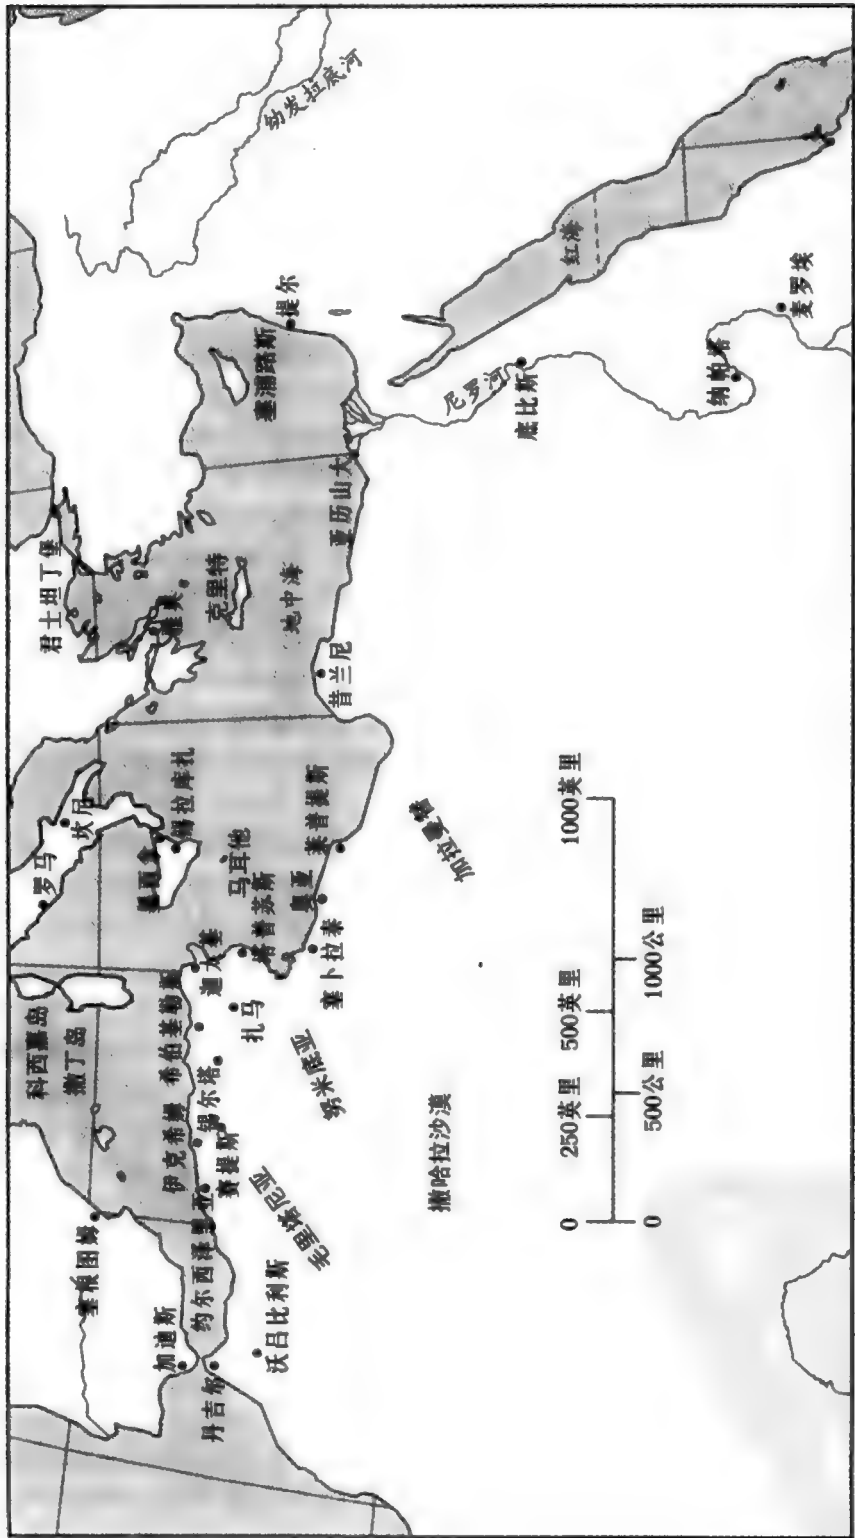 科西嘉岛
撒丁岛
罗马
坎尼
君士坦丁堡
幼发拉底河
塞根图姆
加迪斯
丹吉尔
约尔
西泽里亚
伊克希姆
希伯
迦太基
西西里
锡拉库札
雅典
克里特
塞浦路斯
提尔
沃吕比利斯
毛里塔尼亚
赛提斯
锡尔塔
努米底亚
扎马
塔普苏斯
马耳他
塞卜拉泰
奥亚
莱普提斯
昔兰尼
地中海
亚历山大
尼罗河
红海
加拉曼特
撒哈拉沙漠
底比斯
纳帕塔
麦罗埃
0
250英里
500英里
1000英里
0
500公里
1000公里